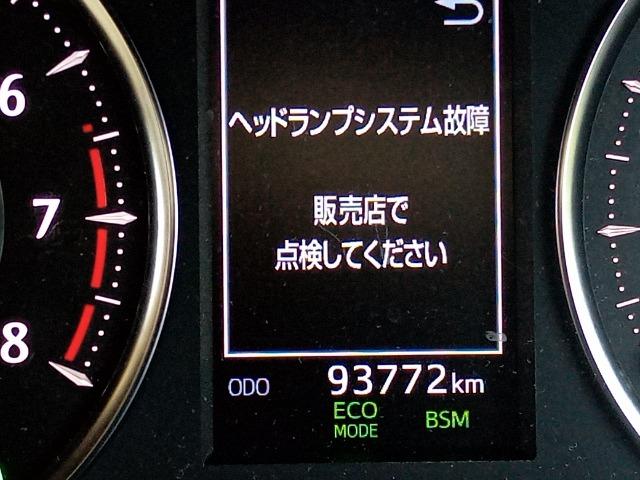 ヘッドランプシステム故障
販売店で
点検してください
6
7
8
ODO 93772km
ECO MODE
BSM